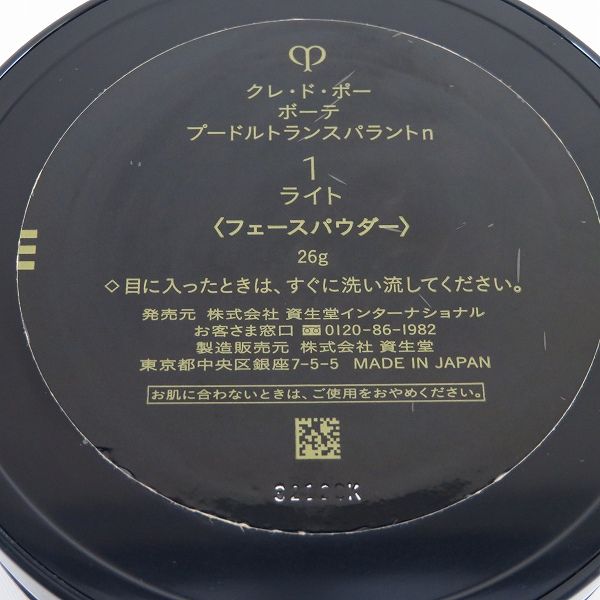 クレ・ド・ポー
ボーテ
プードルトランスパラントn
1
ライト
〈フェースパウダー〉
26g
◇目に入ったときは、すぐに洗い流してください。
発売元 株式会社 資生堂インターナショナル
お客さま窓口 0120-86-1982
製造販売元 株式会社 資生堂
東京都中央区銀座7-5-5 MADE IN JAPAN
お肌に合わないときは、ご使用をおやめください。